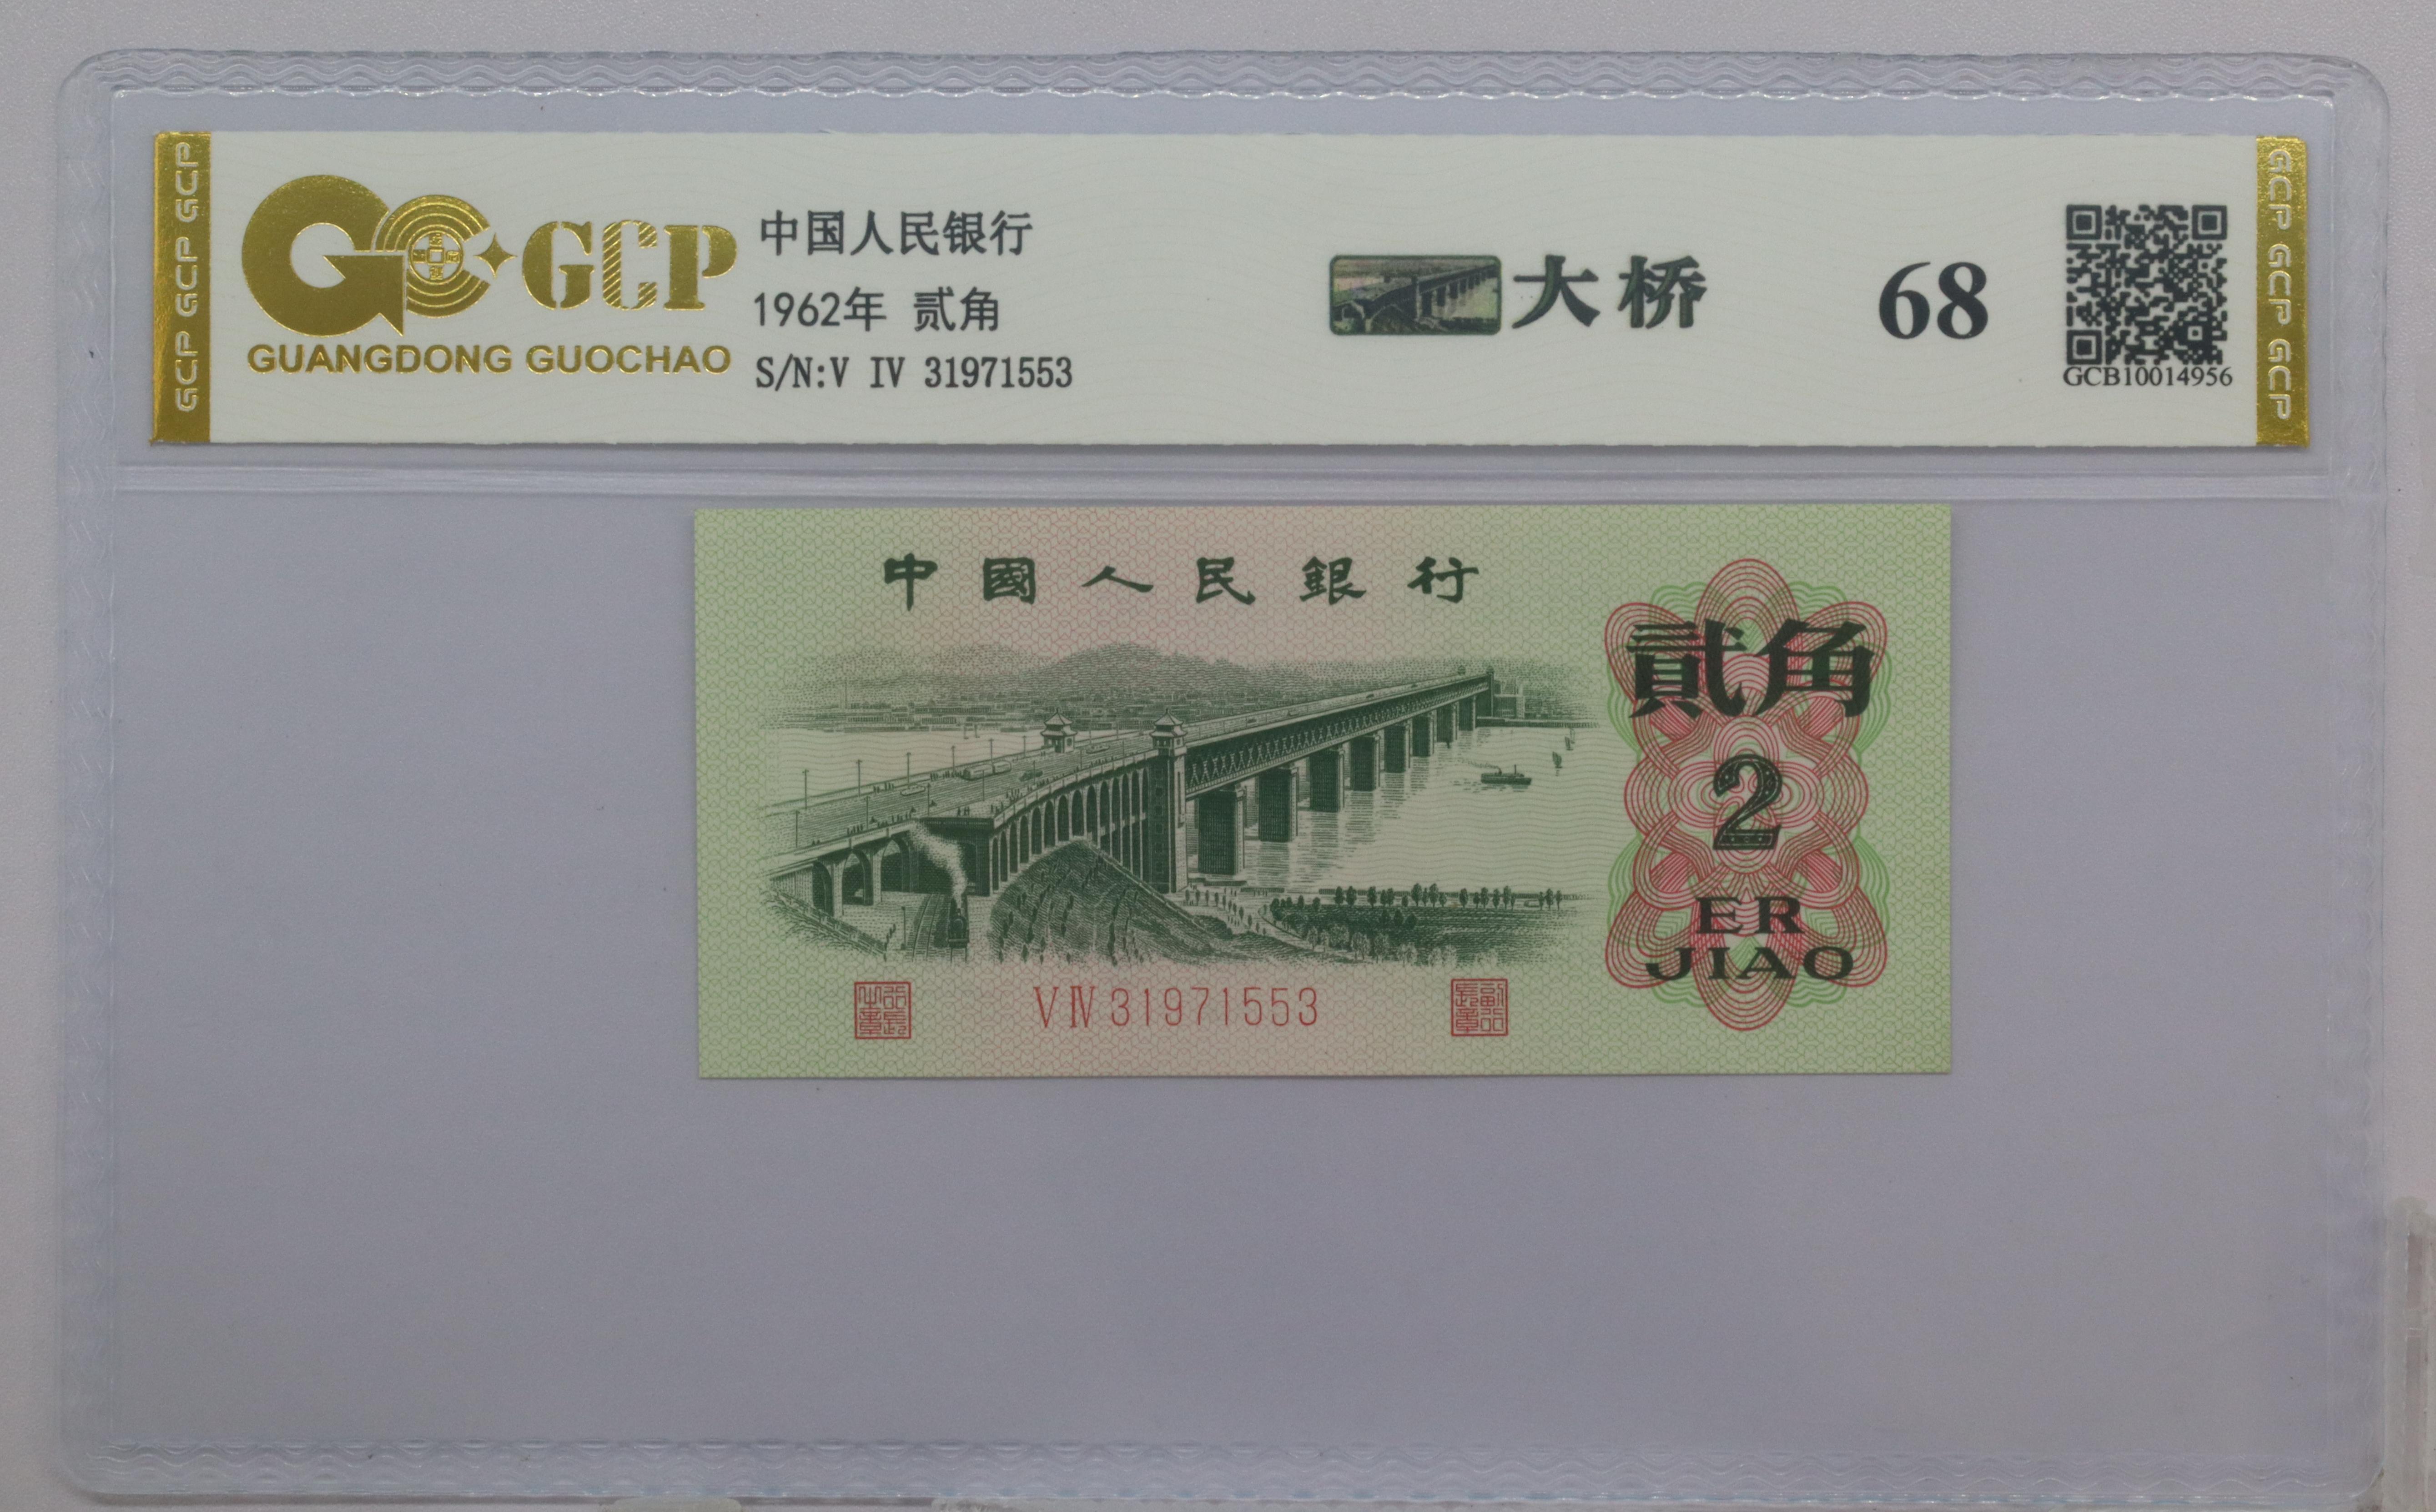 GCP GCP GCP
GCP
GUANGDONG GUOCHAO
中国人民银行
1962年 贰角
S/N:V IV 31971553
大桥
68
GCB10014956
GCP GCP GCP
中國人民銀行
貳角
2
ER
JIAO
V IV 31971553